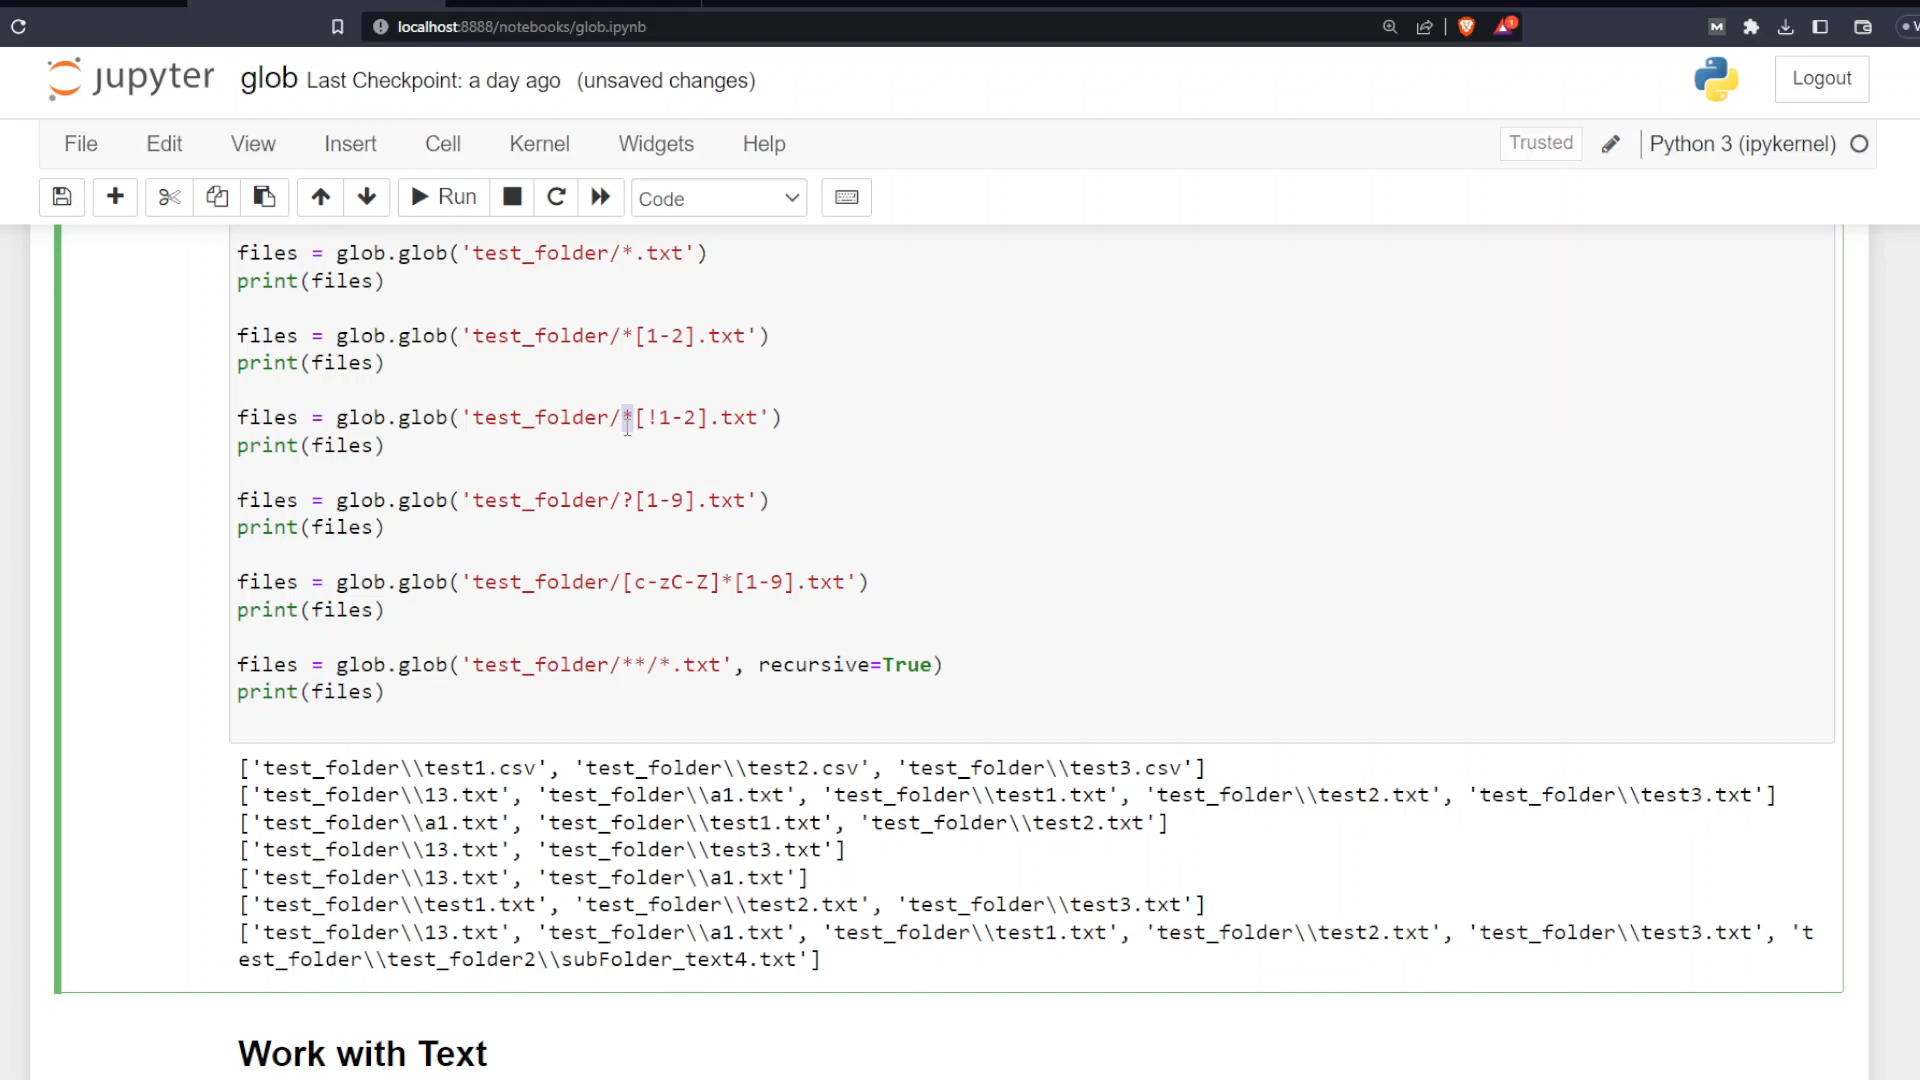 localhost:8888/notebooks/glob.ipynb
M
1
jupyter glob Last Checkpoint: a day ago (unsaved changes)
Logout
File Edit View Insert Cell Kernel Widgets Help
Trusted
Python 3 (ipykernel)
Run
Code
files = glob.glob('test_folder/*.txt')
print(files)
files = glob.glob('test_folder/*[1-2].txt')
print(files)
files = glob.glob('test_folder/*[!1-2].txt')
print(files)
files = glob.glob('test_folder/?[1-9].txt')
print(files)
files = glob.glob('test_folder/[c-zC-Z]*[1-9].txt')
print(files)
files = glob.glob('test_folder/**/*.txt', recursive=True)
print(files)
['test_folder\\test1.csv', 'test_folder\\test2.csv', 'test_folder\\test3.csv']
['test_folder\\13.txt', 'test_folder\\a1.txt', 'test_folder\\test1.txt', 'test_folder\\test2.txt', 'test_folder\\test3.txt']
['test_folder\\a1.txt', 'test_folder\\test1.txt', 'test_folder\\test2.txt']
['test_folder\\13.txt', 'test_folder\\test3.txt']
['test_folder\\13.txt', 'test_folder\\a1.txt']
['test_folder\\test1.txt', 'test_folder\\test2.txt', 'test_folder\\test3.txt']
['test_folder\\13.txt', 'test_folder\\a1.txt', 'test_folder\\test1.txt', 'test_folder\\test2.txt', 'test_folder\\test3.txt', 't
est_folder\\test_folder2\\subFolder_text4.txt']
Work with Text